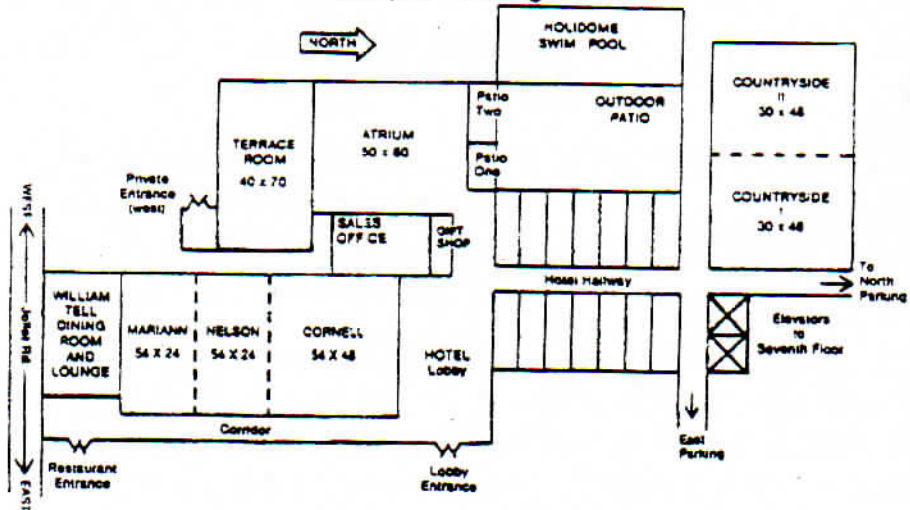 NORTH
HOLIDOME
SWIM POOL
Patio
Two
OUTDOOR
PATIO
COUNTRYSIDE
II
30 x 48
TERRACE
ROOM
40 x 70
ATRIUM
50 x 60
Patio
One
Private
Entrance
(west)
COUNTRYSIDE
I
30 x 48
SALES
OFFICE
GIFT
SHOP
WEST
Joliet Rd.
EAST
WILLIAM
TELL
DINING
ROOM
AND
LOUNGE
MARIANN
54 X 24
NELSON
54 X 24
CORNELL
54 X 48
HOTEL
Lobby
Hotel Hallway
To
North
Parking
Elevators
to
Seventh Floor
Corridor
East
Parking
Restaurant
Entrance
Lobby
Entrance